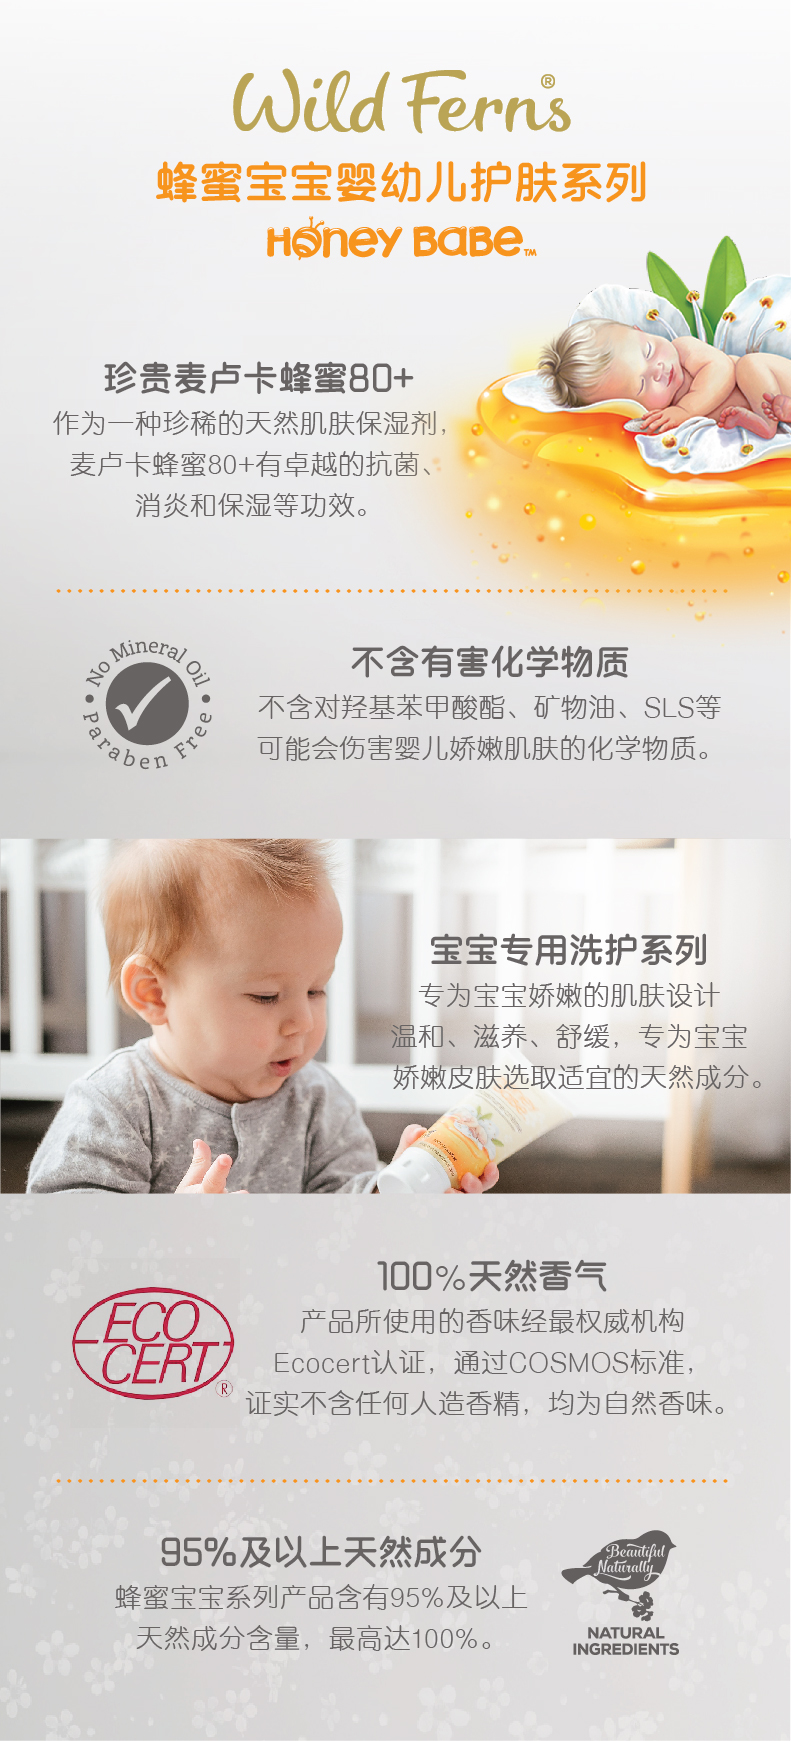 Wild Ferns®
蜂蜜宝宝婴幼儿护肤系列
Honey Babe™
珍贵麦卢卡蜂蜜80+
作为一种珍稀的天然肌肤保湿剂，
麦卢卡蜂蜜80+有卓越的抗菌、
消炎和保湿等功效。
No Mineral Oil
Paraben Free
不含有害化学物质
不含对羟基苯甲酸酯、矿物油、SLS等
可能会伤害婴儿娇嫩肌肤的化学物质。
宝宝专用洗护系列
专为宝宝娇嫩的肌肤设计
温和、滋养、舒缓，专为宝宝
娇嫩皮肤选取适宜的天然成分。
ECO
CERT
®
100%天然香气
产品所使用的香味经最权威机构
Ecocert认证，通过COSMOS标准，
证实不含任何人造香精，均为自然香味。
95%及以上天然成分
蜂蜜宝宝系列产品含有95%及以上
天然成分含量，最高达100%。
Beautiful
Naturally
NATURAL
INGREDIENTS